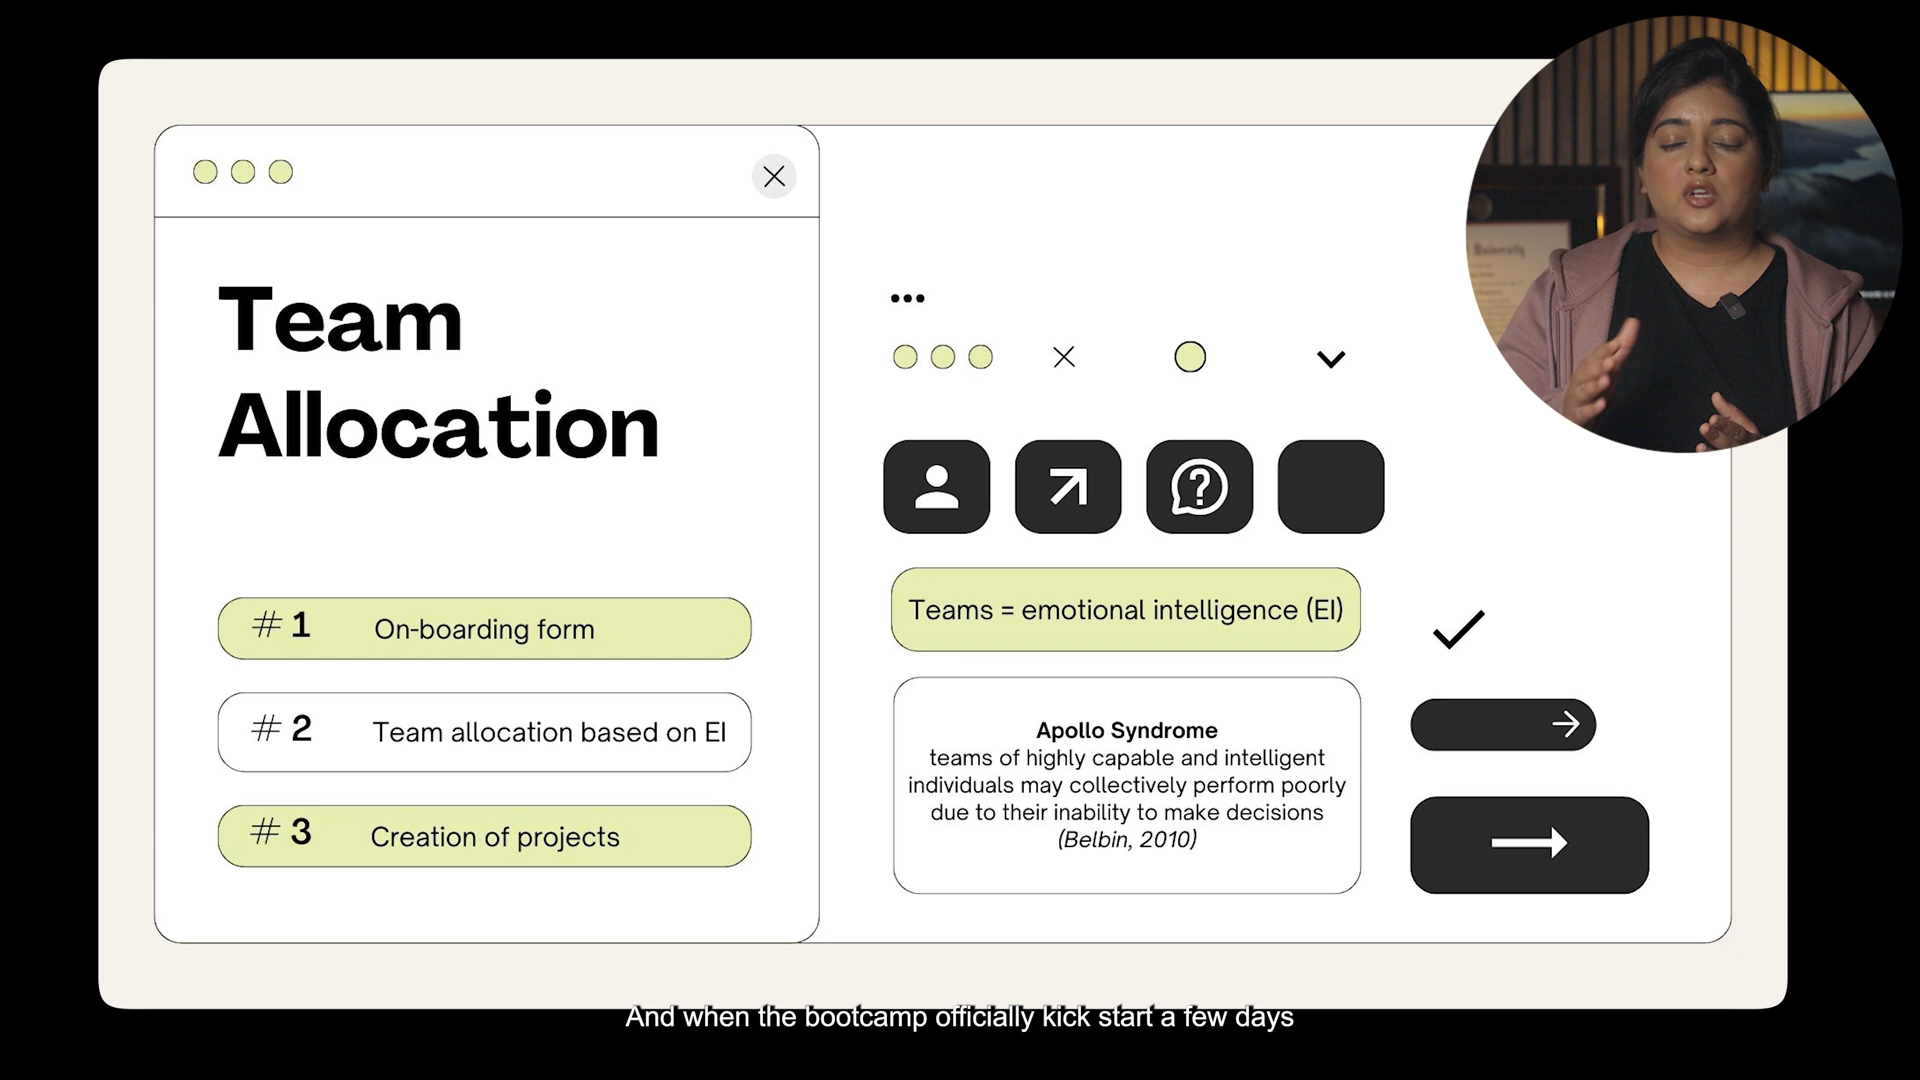 Team
Allocation
# 1 On-boarding form
# 2 Team allocation based on EI
# 3 Creation of projects
Teams = emotional intelligence (EI)
Apollo Syndrome
teams of highly capable and intelligent
individuals may collectively perform poorly
due to their inability to make decisions
(Belbin, 2010)
University
And when the bootcamp officially kick start a few days